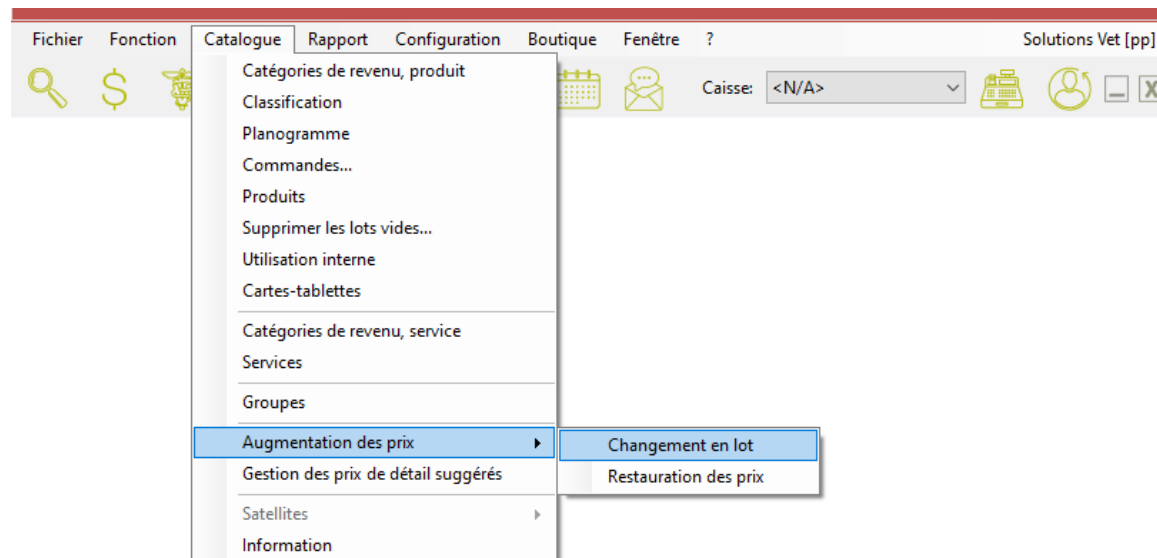 Fichier Fonction Catalogue Rapport Configuration Boutique Fenêtre ? Solutions Vet [pp]
Caisse: <N/A>
Catégories de revenu, produit
Classification
Planogramme
Commandes...
Produits
Supprimer les lots vides...
Utilisation interne
Cartes-tablettes
Catégories de revenu, service
Services
Groupes
Augmentation des prix
Changement en lot
Gestion des prix de détail suggérés
Restauration des prix
Satellites
Information